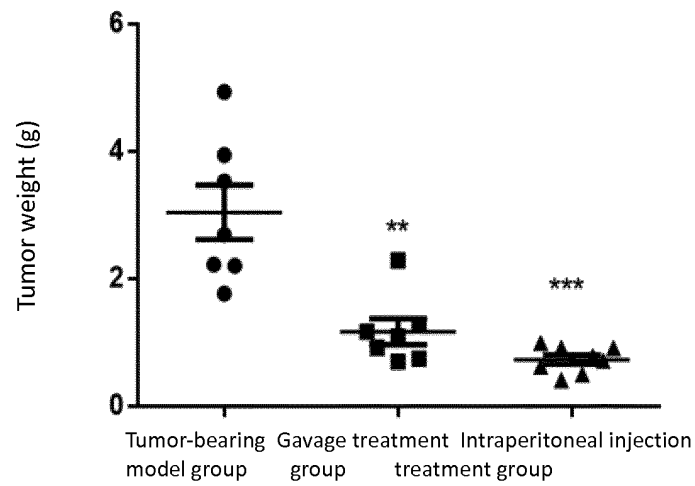 6
Tumor weight (g)
4
**
2
***
0
Tumor-bearing Gavage treatment Intraperitoneal injection
model group group treatment group